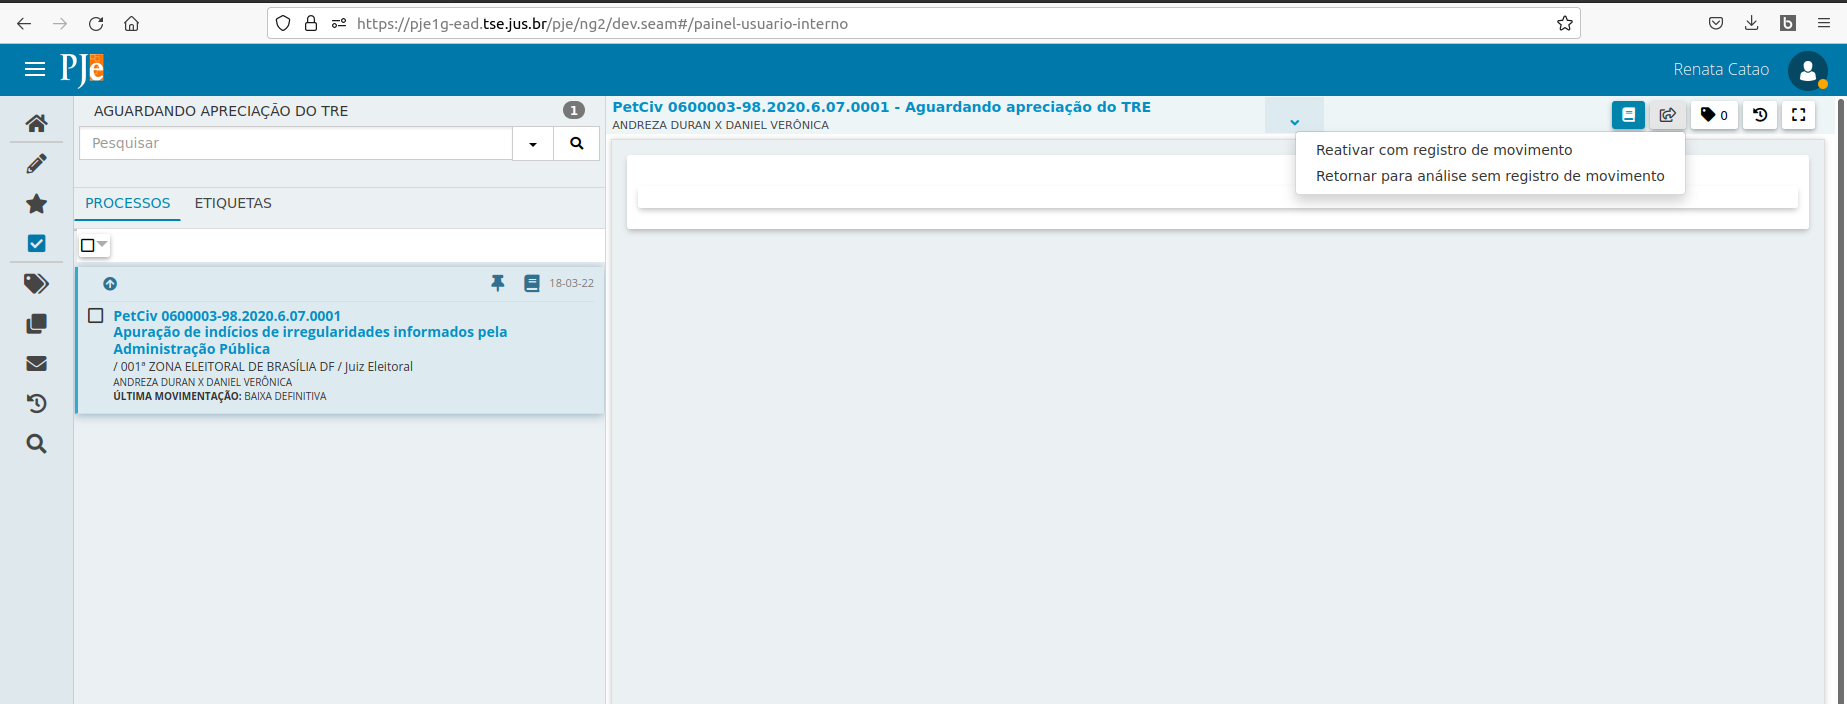 https://pje1g-ead.tse.jus.br/pje/ng2/dev.seam#/painel-usuario-interno
PJe
Renata Catao
AGUARDANDO APRECIAÇÃO DO TRE
1
Pesquisar
PROCESSOS
ETIQUETAS
18-03-22
PetCiv 0600003-98.2020.6.07.0001
Apuração de indícios de irregularidades informados pela
Administração Pública
/ 001ª ZONA ELEITORAL DE BRASÍLIA DF / Juiz Eleitoral
ANDREZA DURAN X DANIEL VERÔNICA
ÚLTIMA MOVIMENTAÇÃO: BAIXA DEFINITIVA
PetCiv 0600003-98.2020.6.07.0001 - Aguardando apreciação do TRE
ANDREZA DURAN X DANIEL VERÔNICA
0
Reativar com registro de movimento
Retornar para análise sem registro de movimento